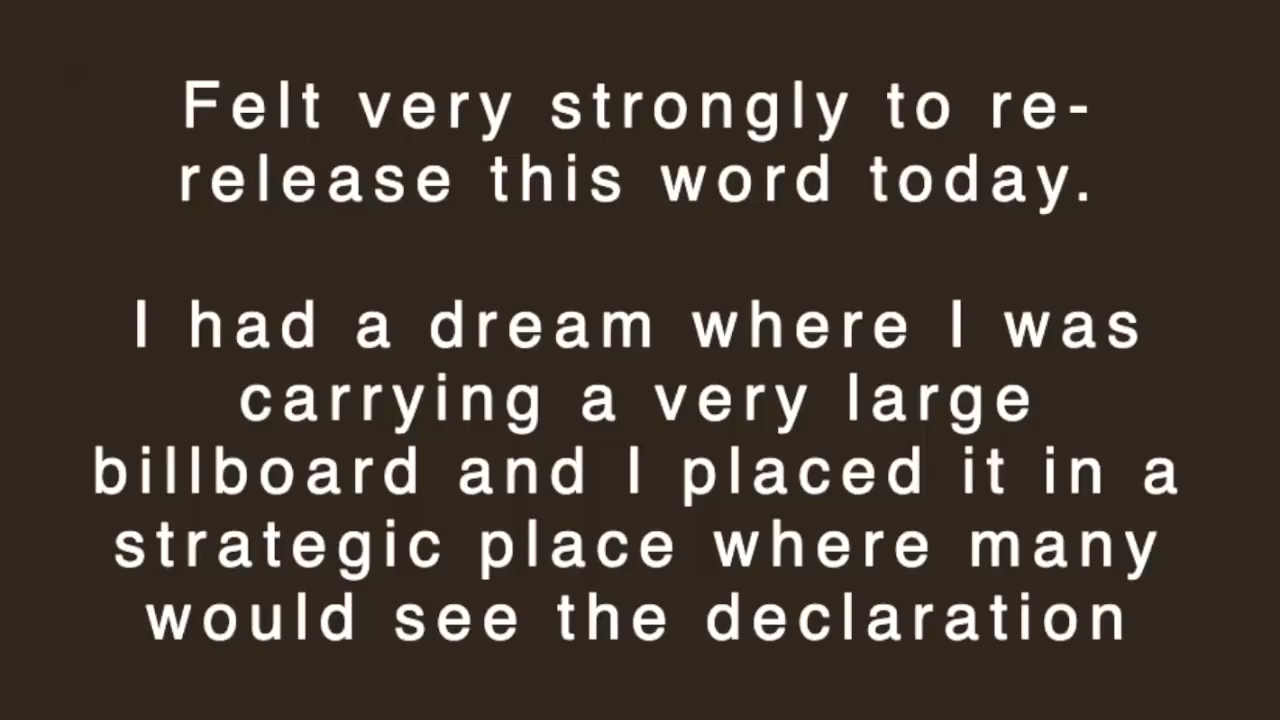 Felt very strongly to re-
release this word today.
I had a dream where I was
carrying a very large
billboard and I placed it in a
strategic place where many
would see the declaration